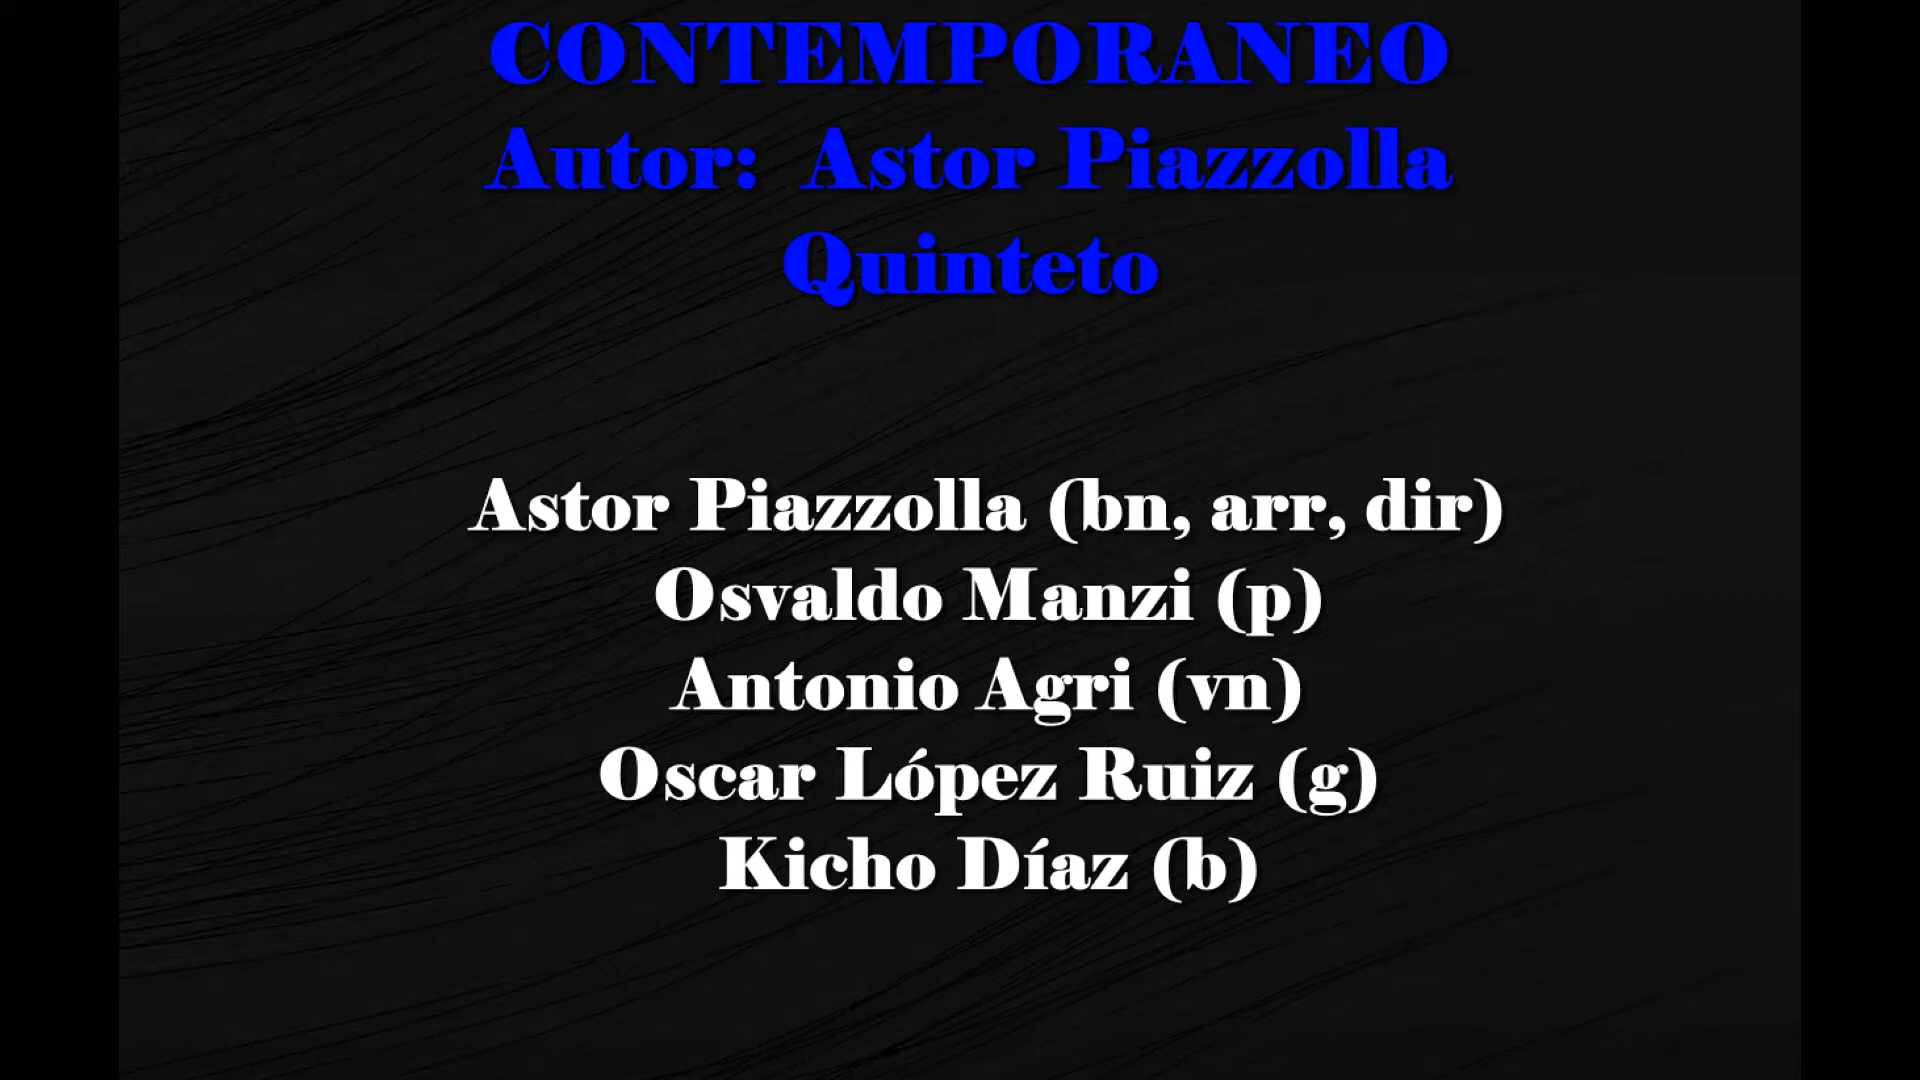 CONTEMPORANEO
Autor: Astor Piazzolla
Quinteto
Astor Piazzolla (bn, arr, dir)
Osvaldo Manzi (p)
Antonio Agri (vn)
Oscar López Ruiz (g)
Kicho Díaz (b)